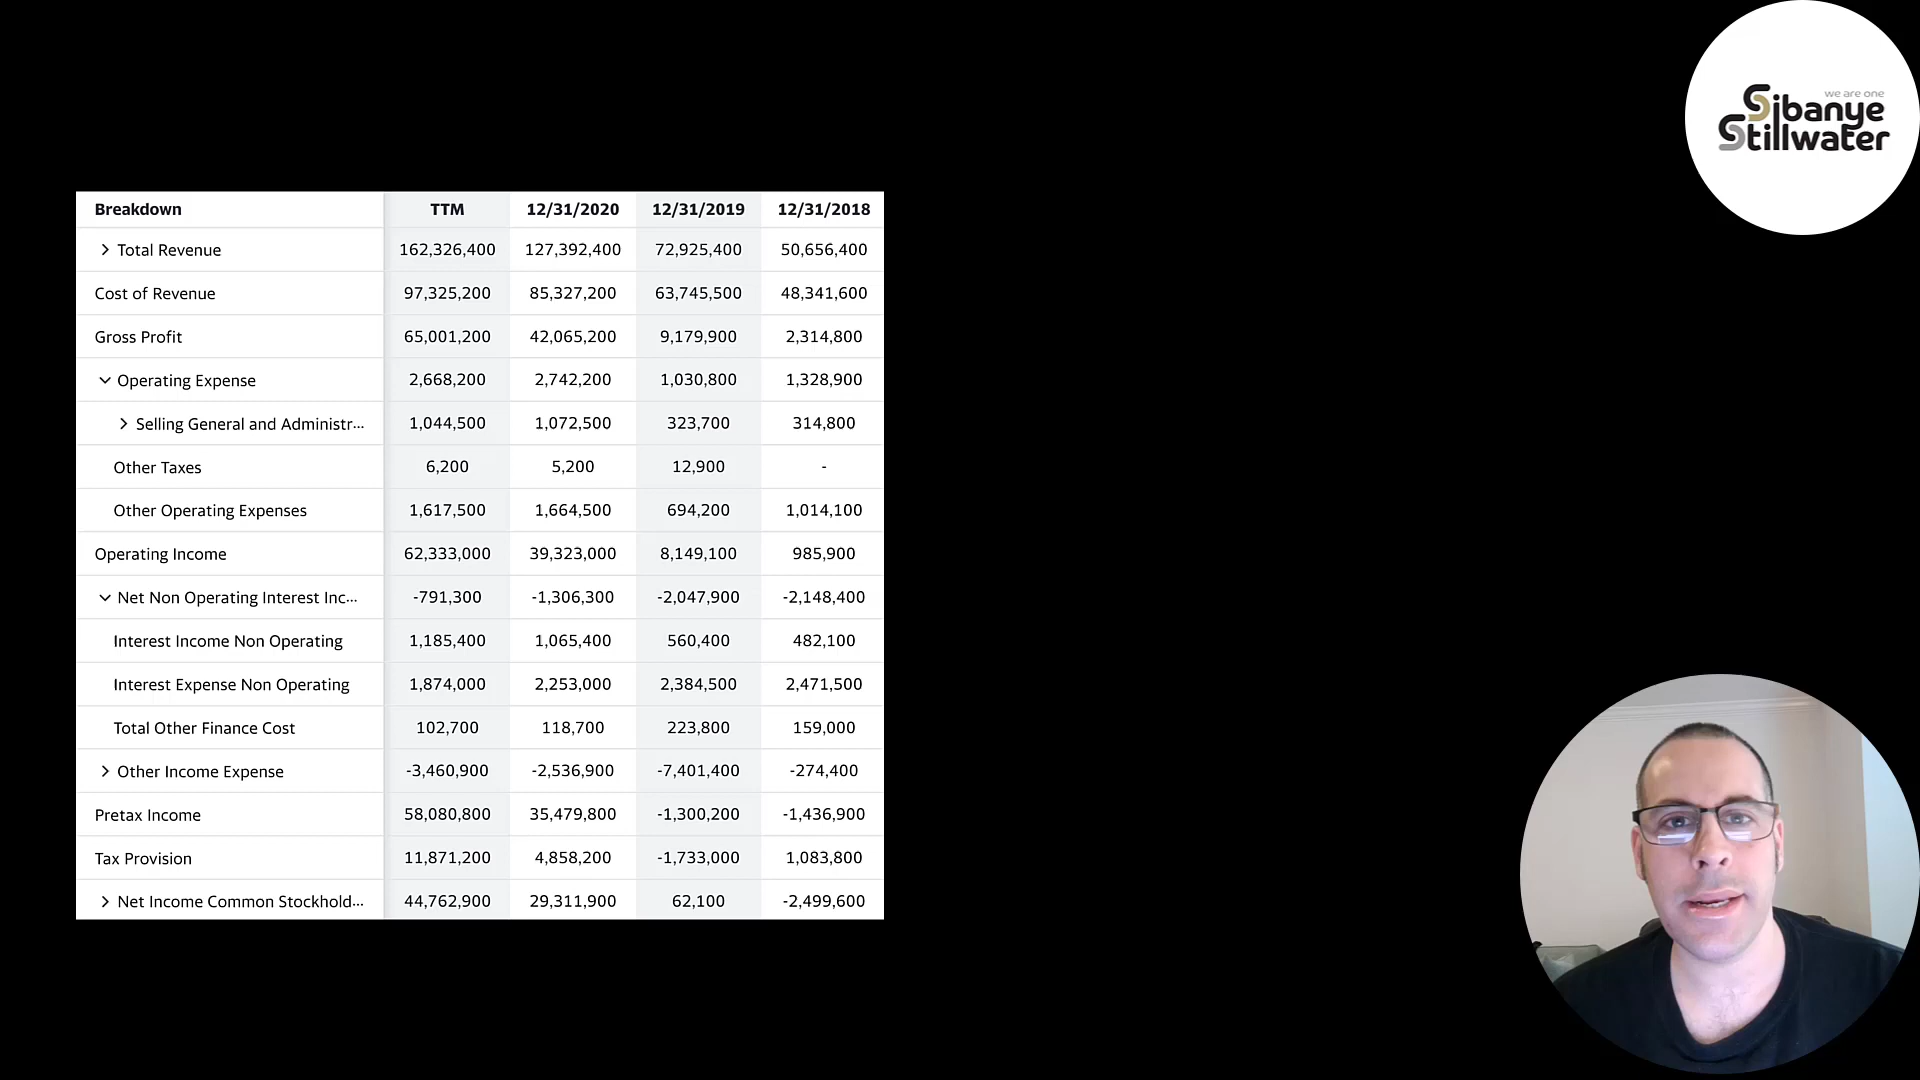 we are one
Sibanye
Stillwater
Breakdown TTM 12/31/2020 12/31/2019 12/31/2018
Total Revenue 162,326,400 127,392,400 72,925,400 50,656,400
Cost of Revenue 97,325,200 85,327,200 63,745,500 48,341,600
Gross Profit 65,001,200 42,065,200 9,179,900 2,314,800
Operating Expense 2,668,200 2,742,200 1,030,800 1,328,900
Selling General and Administr... 1,044,500 1,072,500 323,700 314,800
Other Taxes 6,200 5,200 12,900 -
Other Operating Expenses 1,617,500 1,664,500 694,200 1,014,100
Operating Income 62,333,000 39,323,000 8,149,100 985,900
Net Non Operating Interest Inc... -791,300 -1,306,300 -2,047,900 -2,148,400
Interest Income Non Operating 1,185,400 1,065,400 560,400 482,100
Interest Expense Non Operating 1,874,000 2,253,000 2,384,500 2,471,500
Total Other Finance Cost 102,700 118,700 223,800 159,000
Other Income Expense -3,460,900 -2,536,900 -7,401,400 -274,400
Pretax Income 58,080,800 35,479,800 -1,300,200 -1,436,900
Tax Provision 11,871,200 4,858,200 -1,733,000 1,083,800
Net Income Common Stockhold... 44,762,900 29,311,900 62,100 -2,499,600